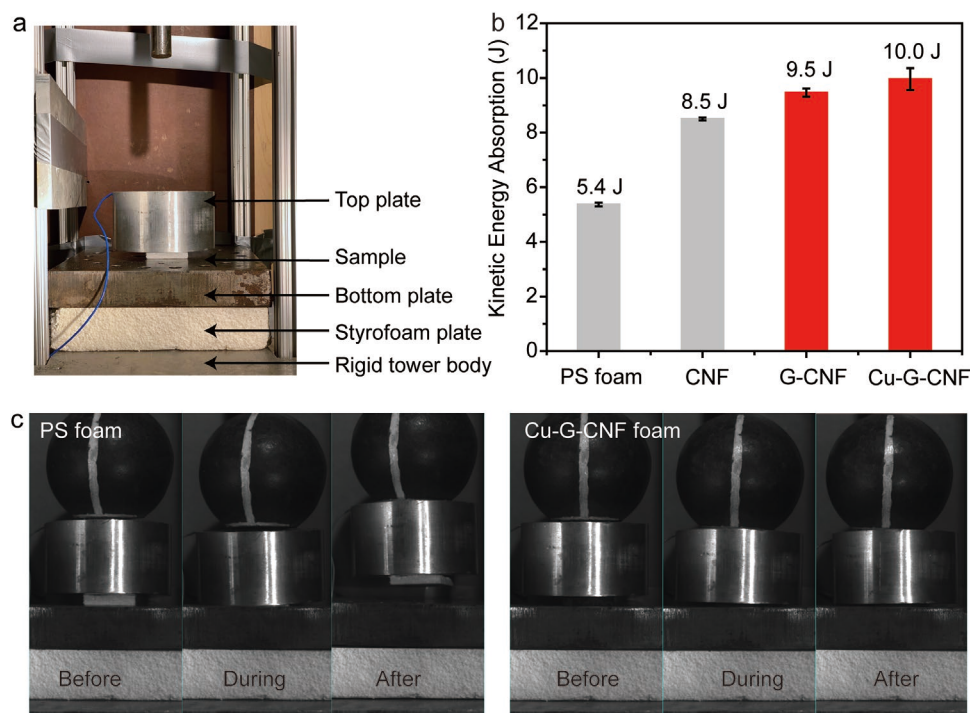 a
Top plate
Sample
Bottom plate
Styrofoam plate
Rigid tower body
b
Kinetic Energy Absorption (J)
12
10
8
6
4
2
0
5.4 J
8.5 J
9.5 J
10.0 J
PS foam
CNF
G-CNF
Cu-G-CNF
c
PS foam
Before
During
After
Cu-G-CNF foam
Before
During
After